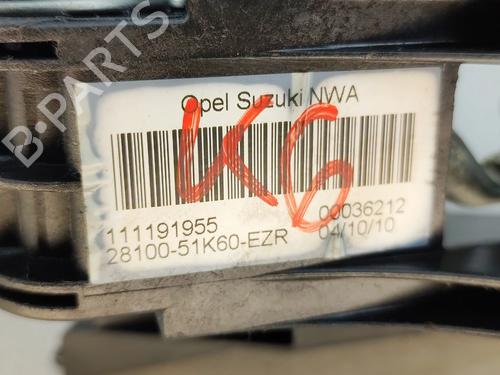 B-PARTS
Opel Suzuki NWA
K6
111191955 00036212
28100-51K60-EZR 04/10/10